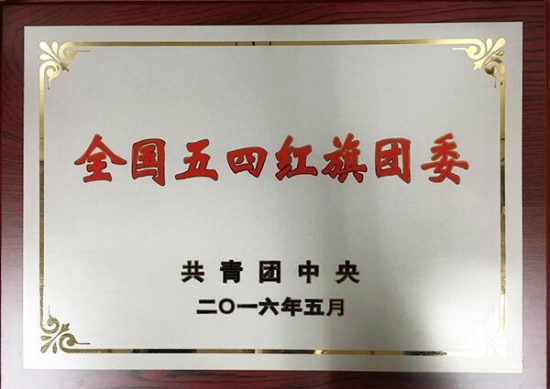 全国五四红旗团委
共青团中央
二〇一六年五月